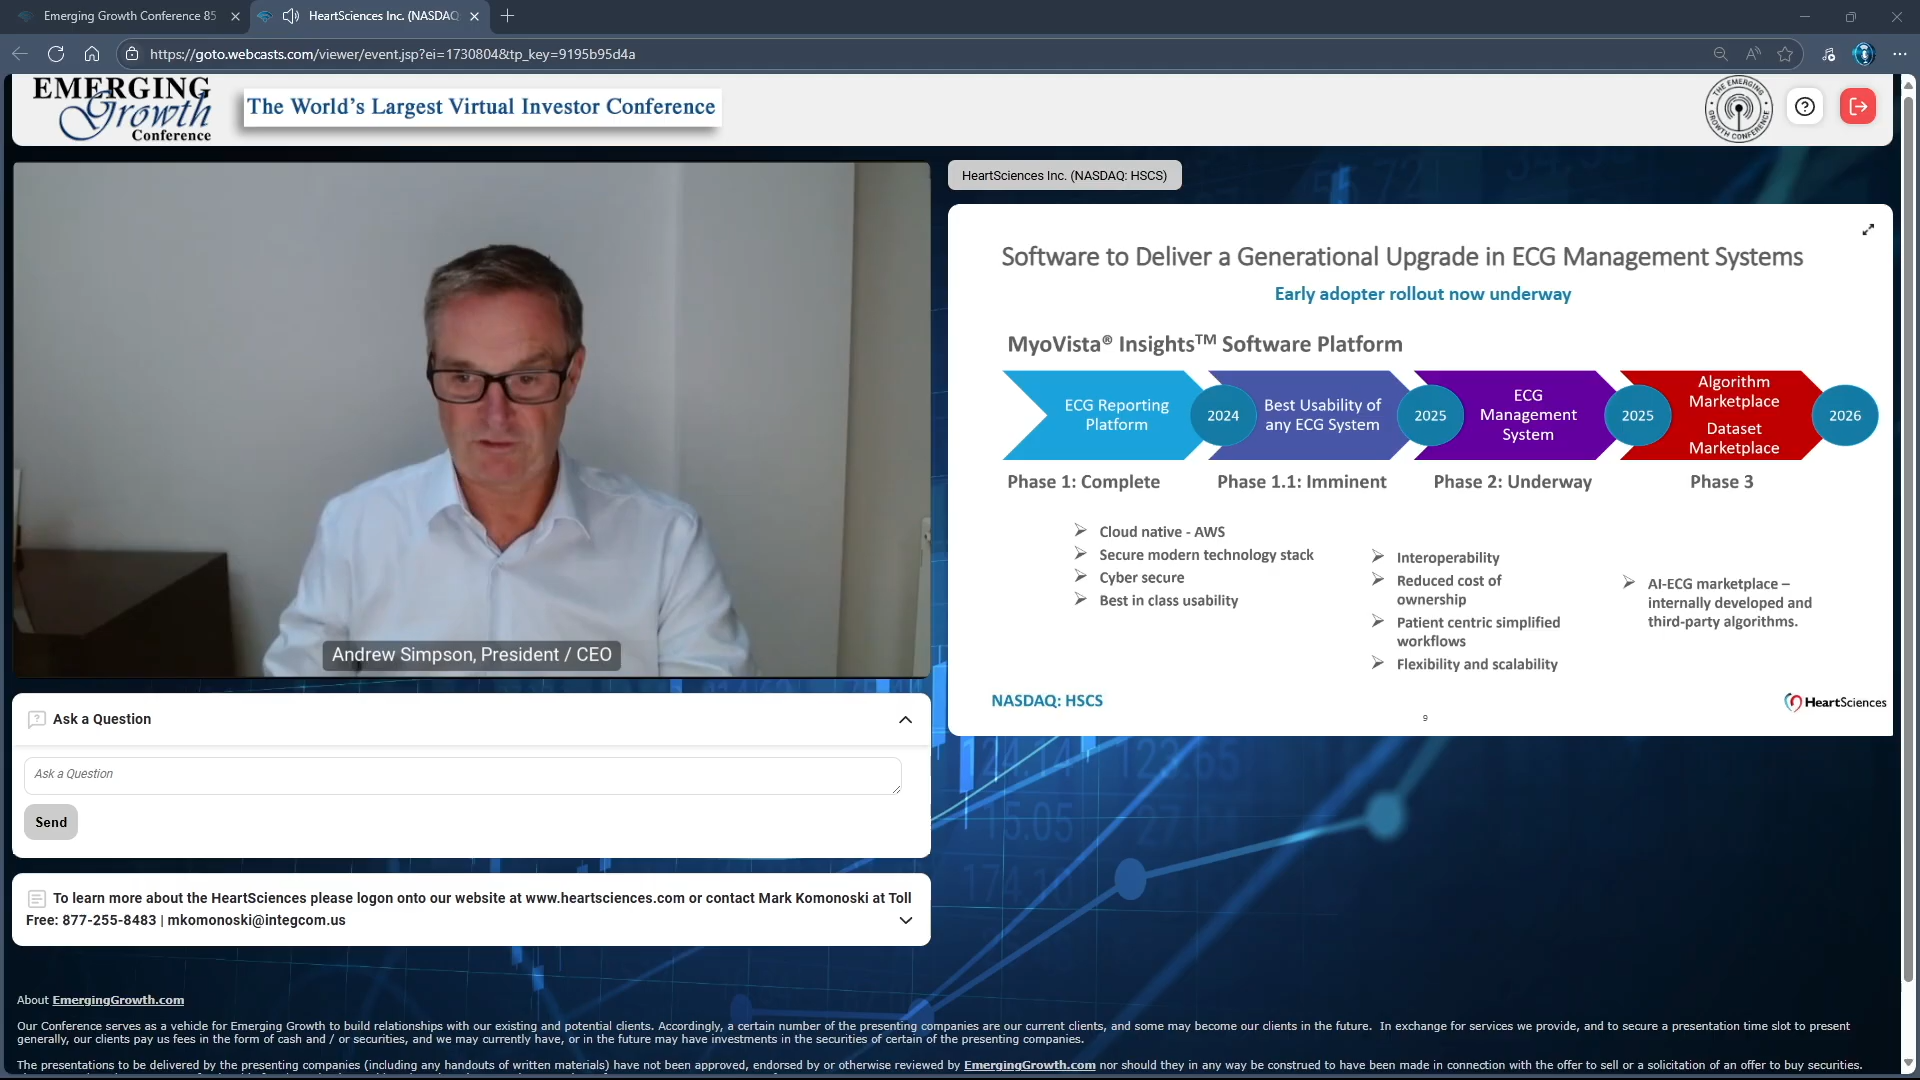 Emerging Growth Conference 85
HeartSciences Inc. (NASDAQ
https://goto.webcasts.com/viewer/event.jsp?ei=1730804&tp_key=9195b95d4a
EMERGING
Growth
Conference
The World's Largest Virtual Investor Conference
THE EMERGING
GROWTH CONFERENCE
HeartSciences Inc. (NASDAQ: HSCS)
Andrew Simpson, President / CEO
Software to Deliver a Generational Upgrade in ECG Management Systems
Early adopter rollout now underway
MyoVista® Insights™ Software Platform
ECG Reporting
Platform
2024
Best Usability of
any ECG System
2025
ECG
Management
System
2025
Algorithm
Marketplace
Dataset
Marketplace
2026
Phase 1: Complete
Phase 1.1: Imminent
Phase 2: Underway
Phase 3
Cloud native - AWS
Secure modern technology stack
Cyber secure
Best in class usability
Interoperability
Reduced cost of
ownership
Patient centric simplified
workflows
Flexibility and scalability
AI-ECG marketplace –
internally developed and
third-party algorithms.
NASDAQ: HSCS
9
HeartSciences
Ask a Question
Ask a Question
Send
To learn more about the HeartSciences please logon onto our website at www.heartsciences.com or contact Mark Komonoski at Toll
Free: 877-255-8483 | mkomonoski@integcom.us
About EmergingGrowth.com
Our Conference serves as a vehicle for Emerging Growth to build relationships with our existing and potential clients. Accordingly, a certain number of the presenting companies are our current clients, and some may become our clients in the future. In exchange for services we provide, and to secure a presentation time slot to present
generally, our clients pay us fees in the form of cash and / or securities, and we may currently have, or in the future may have investments in the securities of certain of the presenting companies.
The presentations to be delivered by the presenting companies (including any handouts of written materials) have not been approved, endorsed by or otherwise reviewed by EmergingGrowth.com nor should they in any way be construed to have been made in connection with the offer to sell or a solicitation of an offer to buy securities.